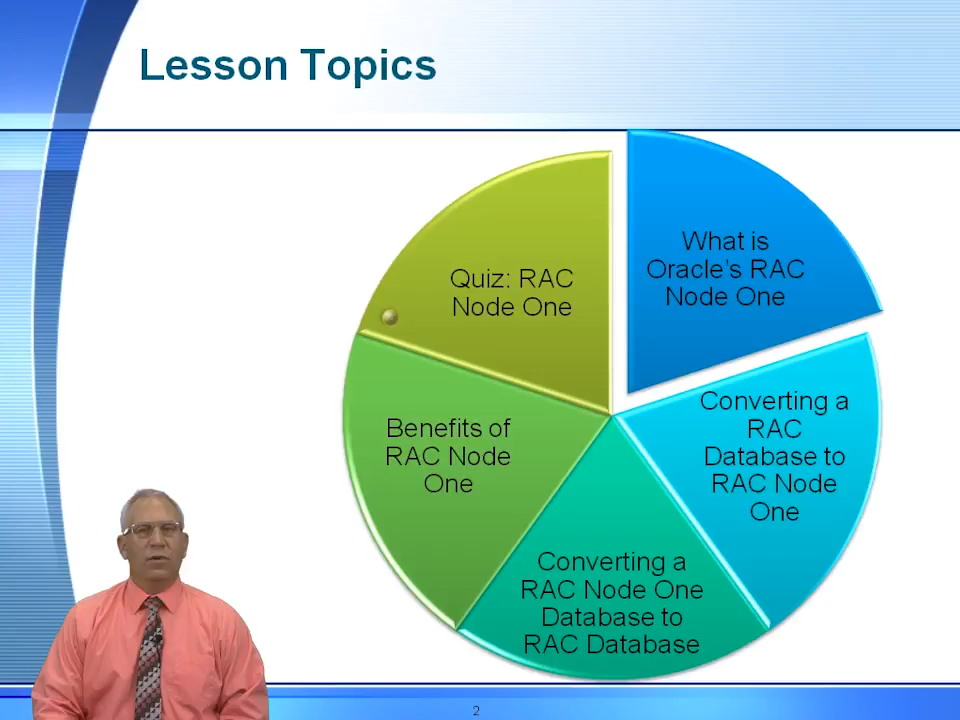 Lesson Topics
What is
Oracle's RAC
Node One
Converting a
RAC
Database to
RAC Node
One
Converting a
RAC Node One
Database to
RAC Database
Benefits of
RAC Node
One
Quiz: RAC
Node One
2